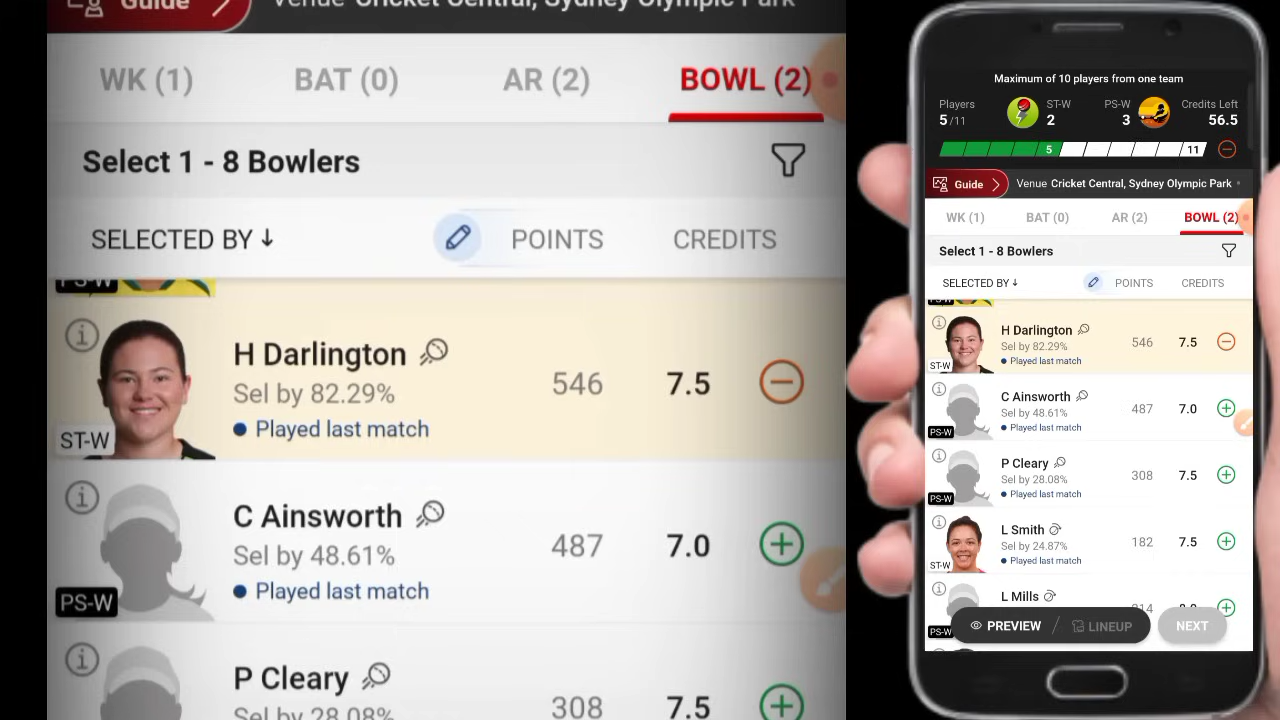 Guide
Venue Cricket Central, Sydney Olympic Park
WK (1) BAT (0) AR (2) BOWL (2)
Select 1 - 8 Bowlers
SELECTED BY ↓ POINTS CREDITS
PS-W
H Darlington
Sel by 82.29%
546 7.5
Played last match
ST-W
C Ainsworth
Sel by 48.61%
487 7.0
Played last match
PS-W
P Cleary
Sel by 28.08%
308 7.5
Maximum of 10 players from one team
Players ST-W PS-W Credits Left
5/11 2 3 56.5
5 11
Guide Venue Cricket Central, Sydney Olympic Park
WK (1) BAT (0) AR (2) BOWL (2)
Select 1 - 8 Bowlers
SELECTED BY ↓ POINTS CREDITS
PS-W
H Darlington
Sel by 82.29%
546 7.5
Played last match
ST-W
C Ainsworth
Sel by 48.61%
487 7.0
Played last match
PS-W
P Cleary
Sel by 28.08%
308 7.5
Played last match
PS-W
L Smith
Sel by 24.87%
182 7.5
Played last match
ST-W
L Mills
PS-W
PREVIEW / LINEUP NEXT